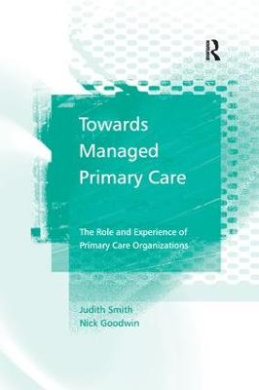 R
Towards
Managed
Primary Care
The Role and Experience of
Primary Care Organizations
Judith Smith
Nick Goodwin